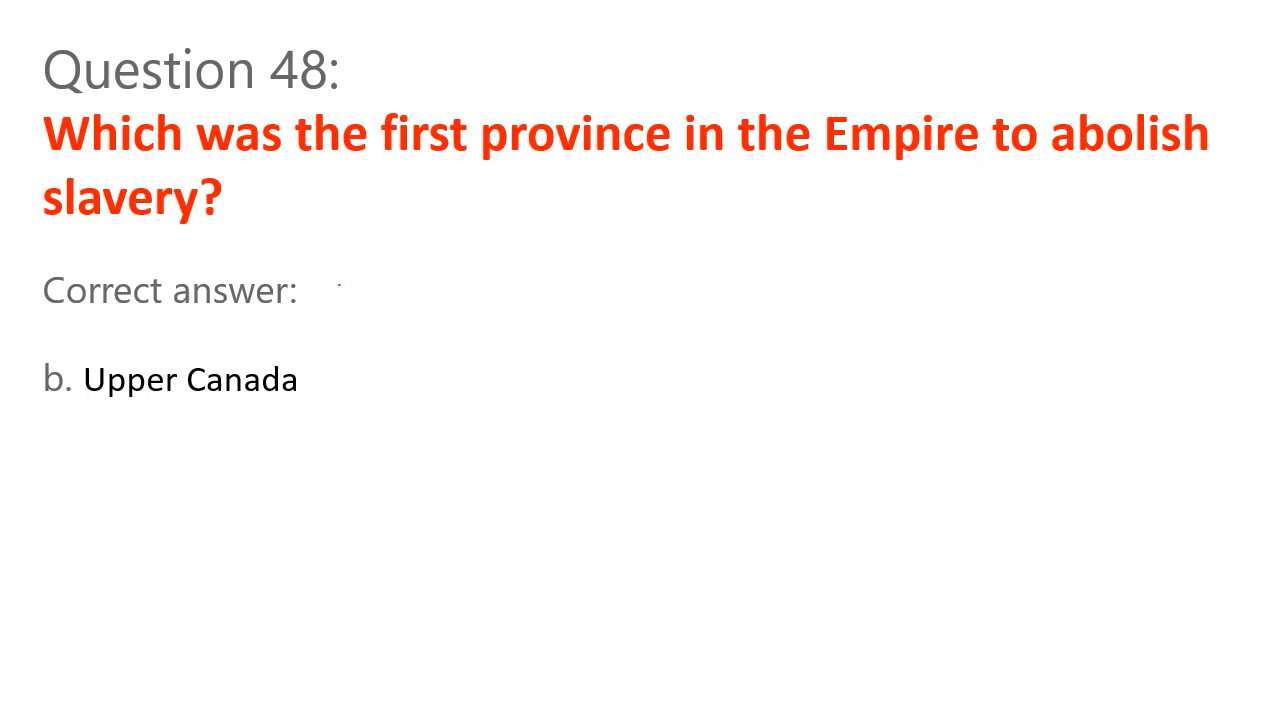 Question 48:
Which was the first province in the Empire to abolish
slavery?
Correct answer:
b. Upper Canada